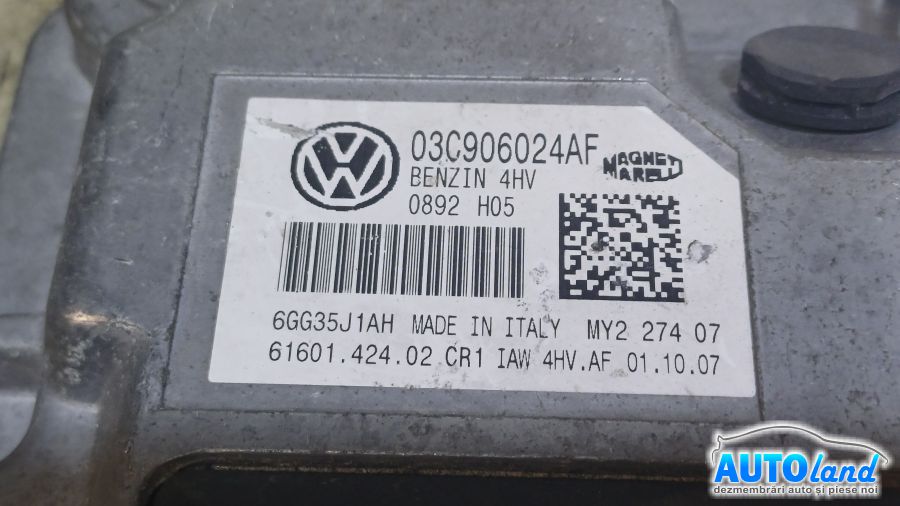 03C906024AF
MAGNETI MARELLI
BENZIN 4HV
0892 H05
6GG35J1AH MADE IN ITALY MY2 274 07
61601.424.02 CR1 IAW 4HV.AF 01.10.07
AUTOland
dezmembrări auto și piese noi